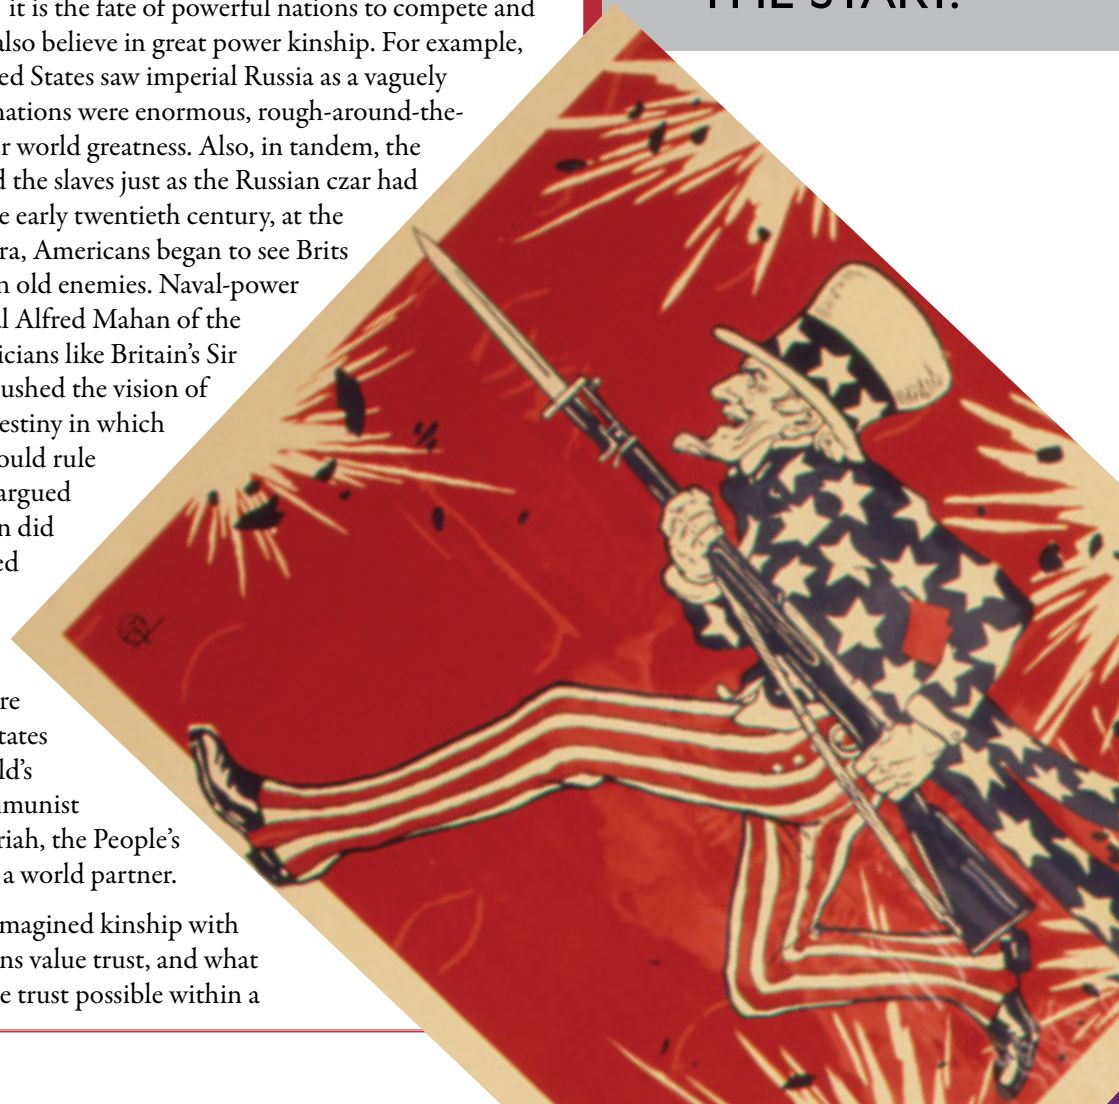 THE START.
it is the fate of powerful nations to compete and
also believe in great power kinship. For example,
ed States saw imperial Russia as a vaguely
nations were enormous, rough-around-the-
r world greatness. Also, in tandem, the
d the slaves just as the Russian czar had
e early twentieth century, at the
ra, Americans began to see Brits
n old enemies. Naval-power
l Alfred Mahan of the
icians like Britain’s Sir
ushed the vision of
estiny in which
ould rule
argued
n did
ed
re
tates
ld’s
mmunist
riah, the People’s
a world partner.
magined kinship with
ns value trust, and what
e trust possible within a